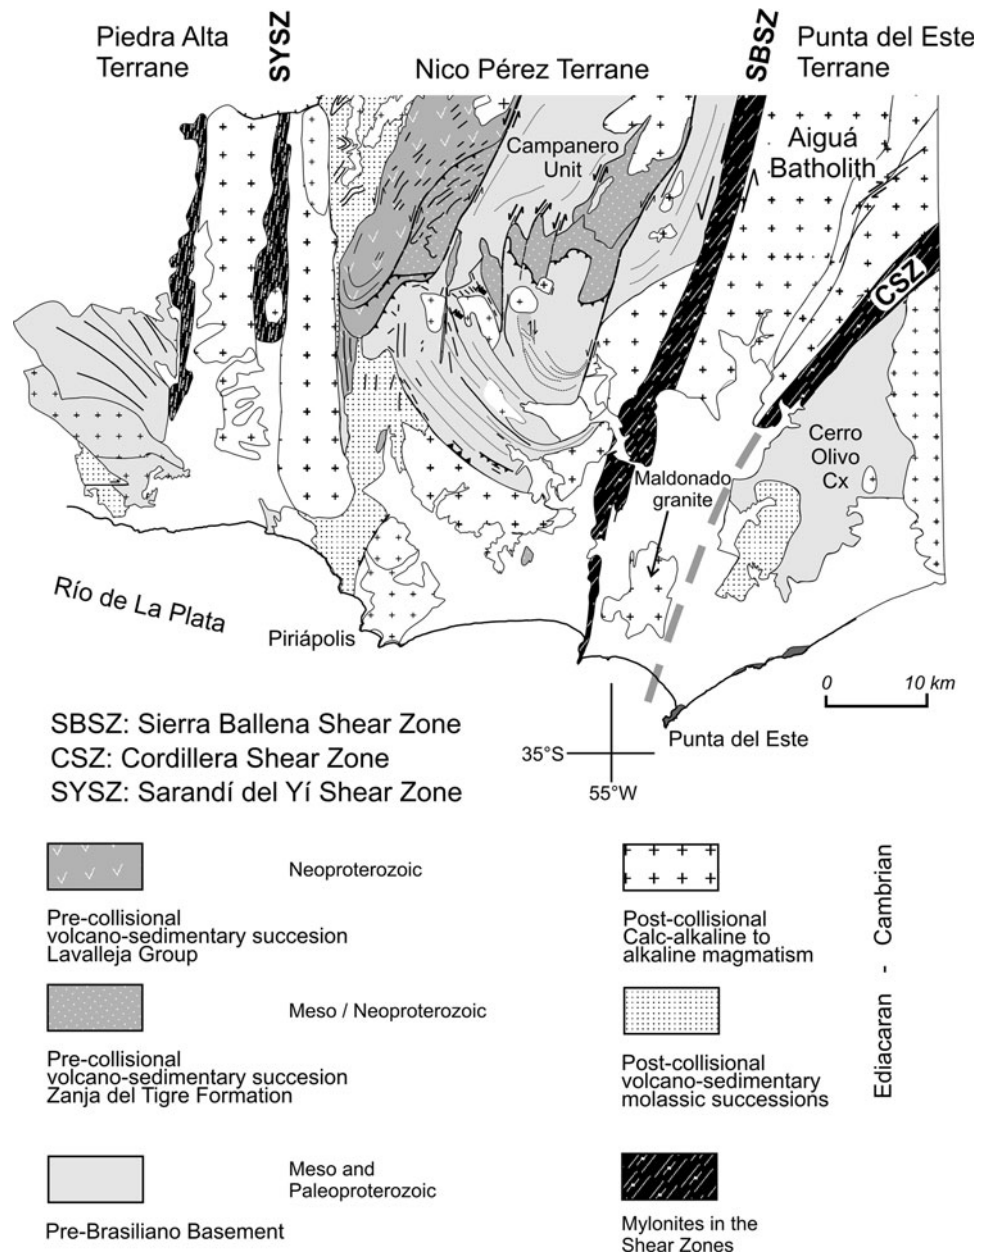 Piedra Alta
Terrane
SYSZ
Nico Pérez Terrane
SBSZ
Punta del Este
Terrane
Campanero
Unit
Aiguá
Batholith
CSZ
Cerro
Olivo
Cx
Maldonado
granite
Río de La Plata
Piriápolis
0 10 km
Punta del Este
35°S
55°W
SBSZ: Sierra Ballena Shear Zone
CSZ: Cordillera Shear Zone
SYSZ: Sarandí del Yí Shear Zone
Neoproterozoic
Pre-collisional
volcano-sedimentary succesion
Lavalleja Group
Meso / Neoproterozoic
Pre-collisional
volcano-sedimentary succesion
Zanja del Tigre Formation
Meso and
Paleoproterozoic
Pre-Brasiliano Basement
Post-collisional
Calc-alkaline to
alkaline magmatism
Post-collisional
volcano-sedimentary
molassic successions
Ediacaran - Cambrian
Mylonites in the
Shear Zones